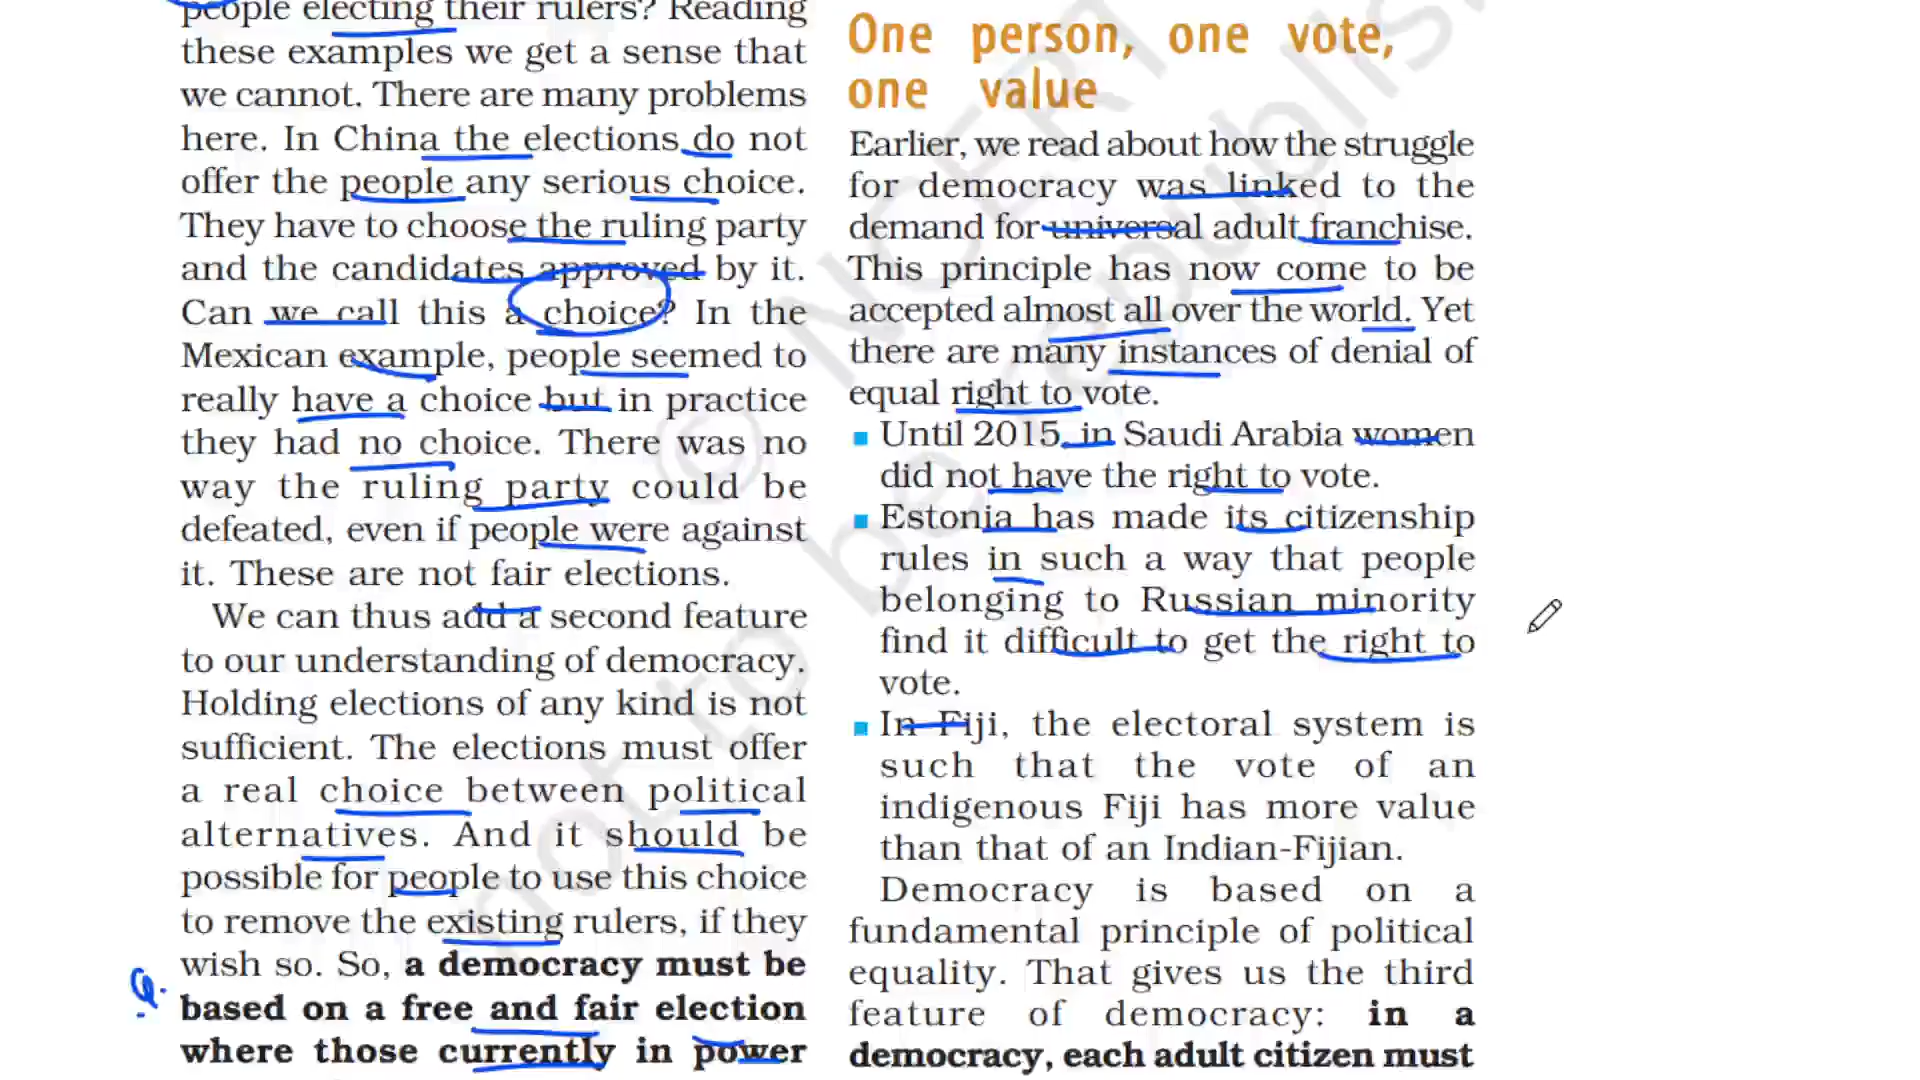 people electing their rulers? Reading
these examples we get a sense that
we cannot. There are many problems
here. In China the elections do not
offer the people any serious choice.
They have to choose the ruling party
and the candidates approved by it.
Can we call this a choice? In the
Mexican example, people seemed to
really have a choice but in practice
they had no choice. There was no
way the ruling party could be
defeated, even if people were against
it. These are not fair elections.
We can thus add a second feature
to our understanding of democracy.
Holding elections of any kind is not
sufficient. The elections must offer
a real choice between political
alternatives. And it should be
possible for people to use this choice
to remove the existing rulers, if they
wish so. So, a democracy must be
Q.
based on a free and fair election
where those currently in power
One person, one vote,
one value
Earlier, we read about how the struggle
for democracy was linked to the
demand for universal adult franchise.
This principle has now come to be
accepted almost all over the world. Yet
there are many instances of denial of
equal right to vote.
Until 2015, in Saudi Arabia women
did not have the right to vote.
Estonia has made its citizenship
rules in such a way that people
belonging to Russian minority
find it difficult to get the right to
vote.
In Fiji, the electoral system is
such that the vote of an
indigenous Fiji has more value
than that of an Indian-Fijian.
Democracy is based on a
fundamental principle of political
equality. That gives us the third
feature of democracy: in a
democracy, each adult citizen must
© NCERT
not to be republis